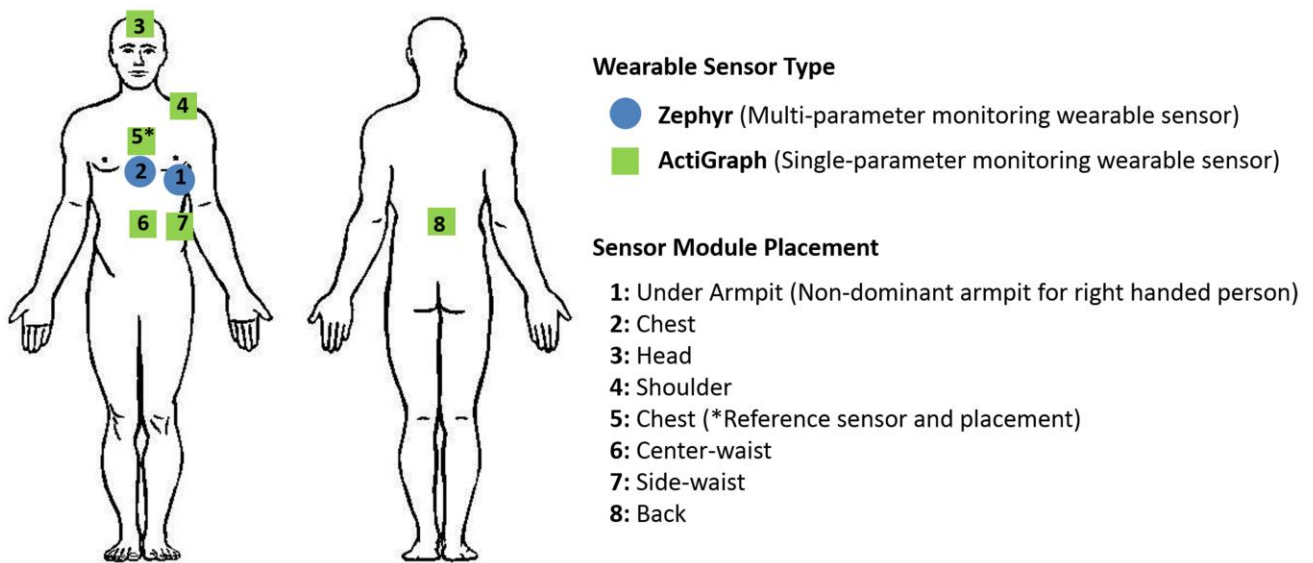 3
4
5*
2
1
6
7
8
Wearable Sensor Type
Zephyr (Multi-parameter monitoring wearable sensor)
ActiGraph (Single-parameter monitoring wearable sensor)
Sensor Module Placement
1: Under Armpit (Non-dominant armpit for right handed person)
2: Chest
3: Head
4: Shoulder
5: Chest (*Reference sensor and placement)
6: Center-waist
7: Side-waist
8: Back